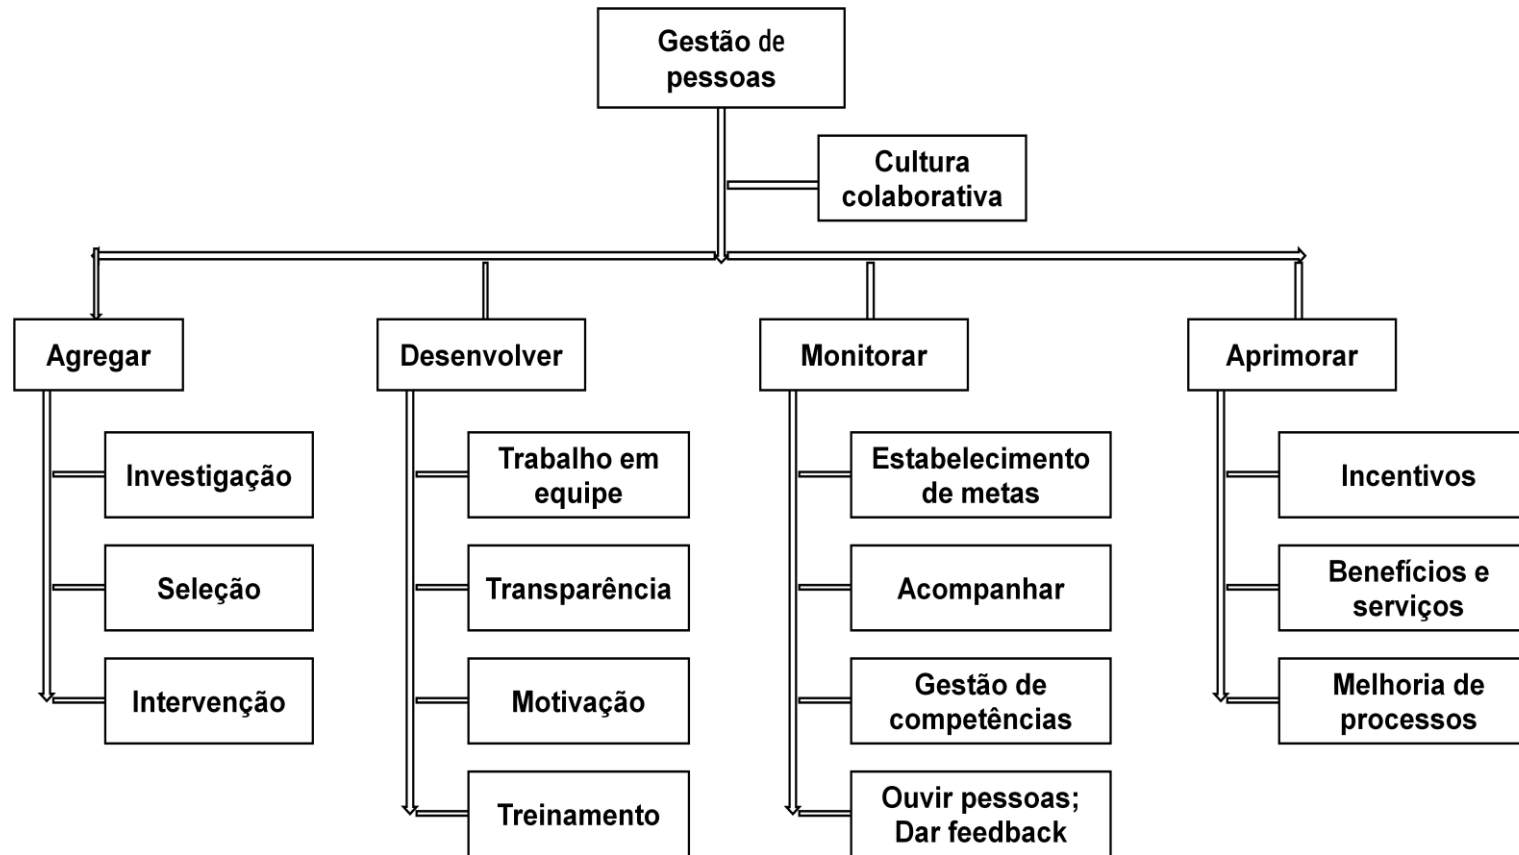 Gestão de
pessoas
Cultura
colaborativa
Agregar
Desenvolver
Monitorar
Aprimorar
Investigação
Trabalho em
equipe
Estabelecimento
de metas
Incentivos
Seleção
Transparência
Acompanhar
Benefícios e
serviços
Intervenção
Motivação
Gestão de
competências
Melhoria de
processos
Treinamento
Ouvir pessoas;
Dar feedback